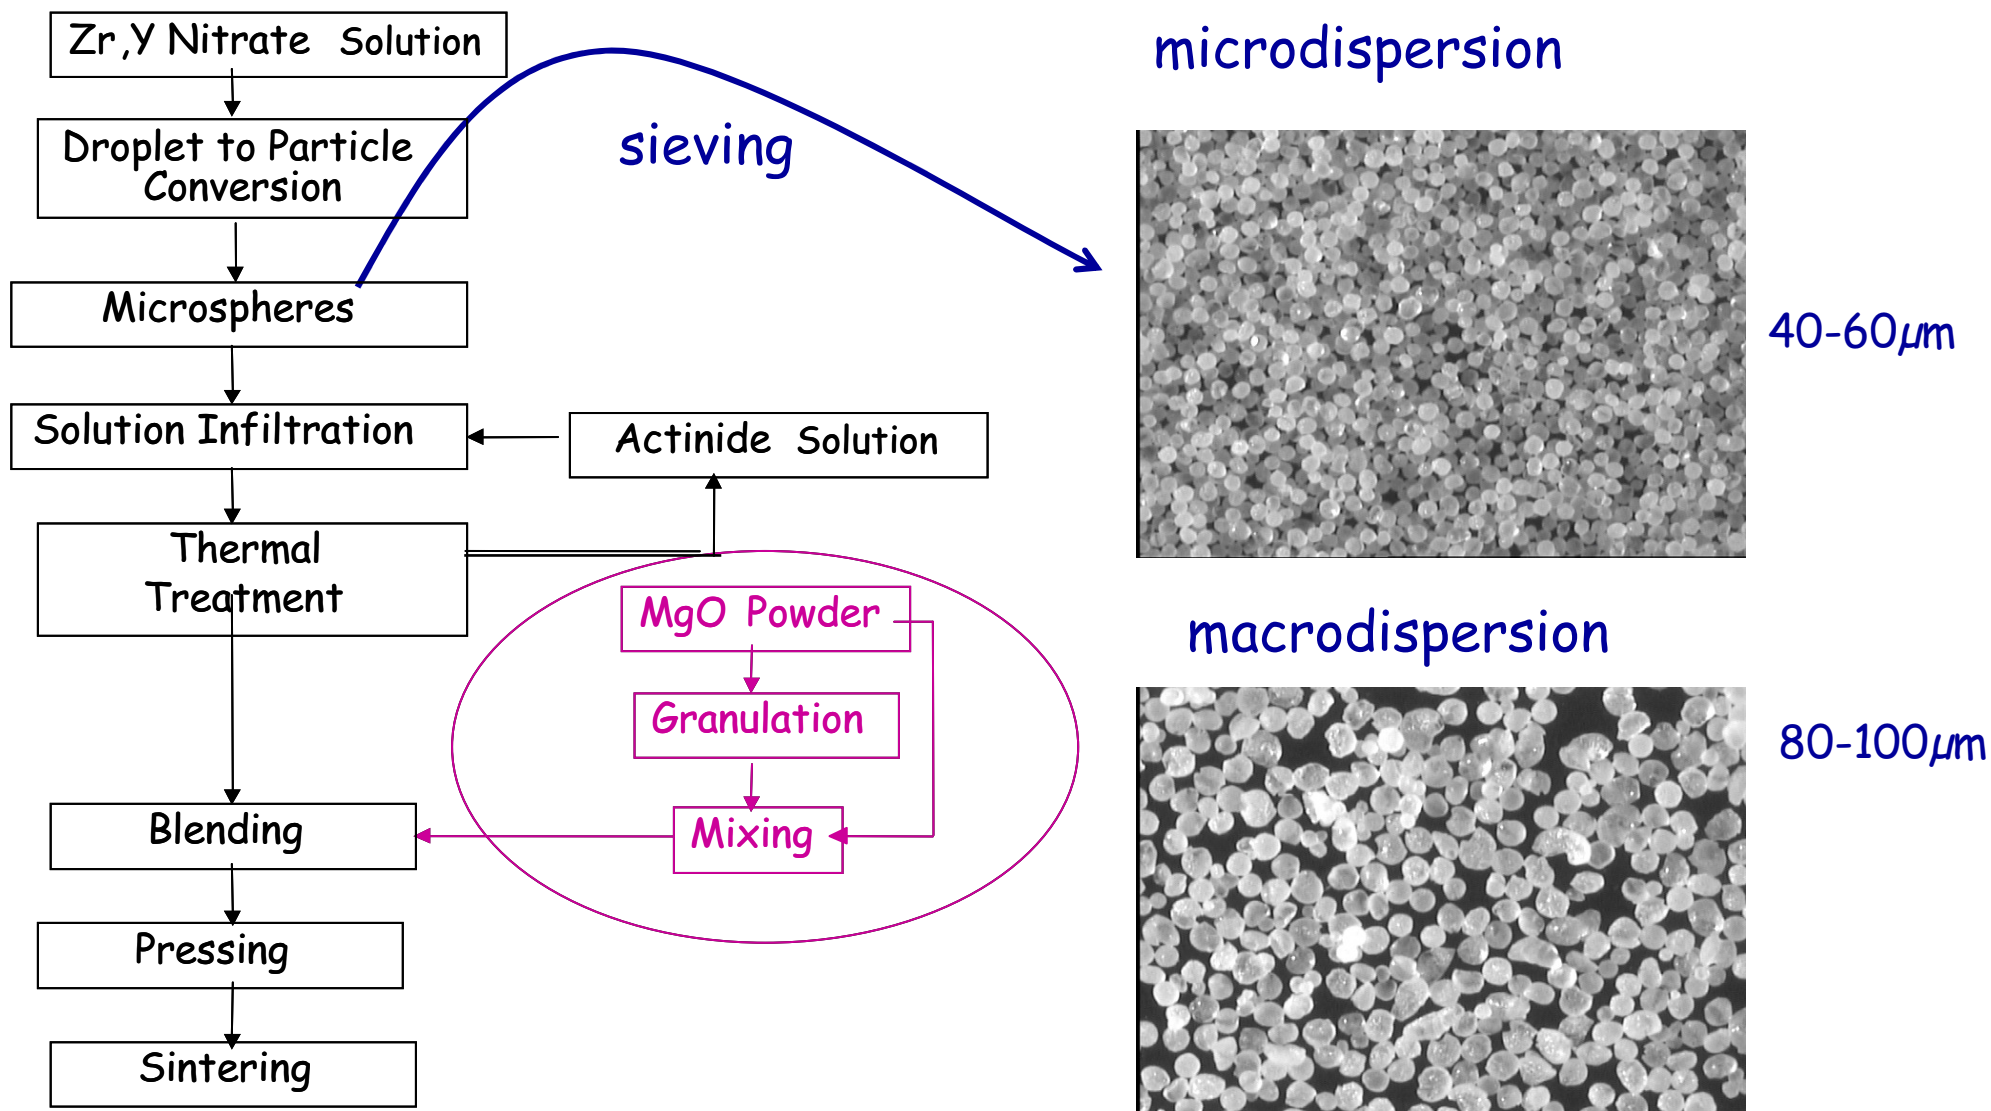 Zr,Y Nitrate Solution
Droplet to Particle
Conversion
Microspheres
Solution Infiltration
Actinide Solution
Thermal
Treatment
MgO Powder
Granulation
Mixing
Blending
Pressing
Sintering
sieving
microdispersion
40-60µm
macrodispersion
80-100µm